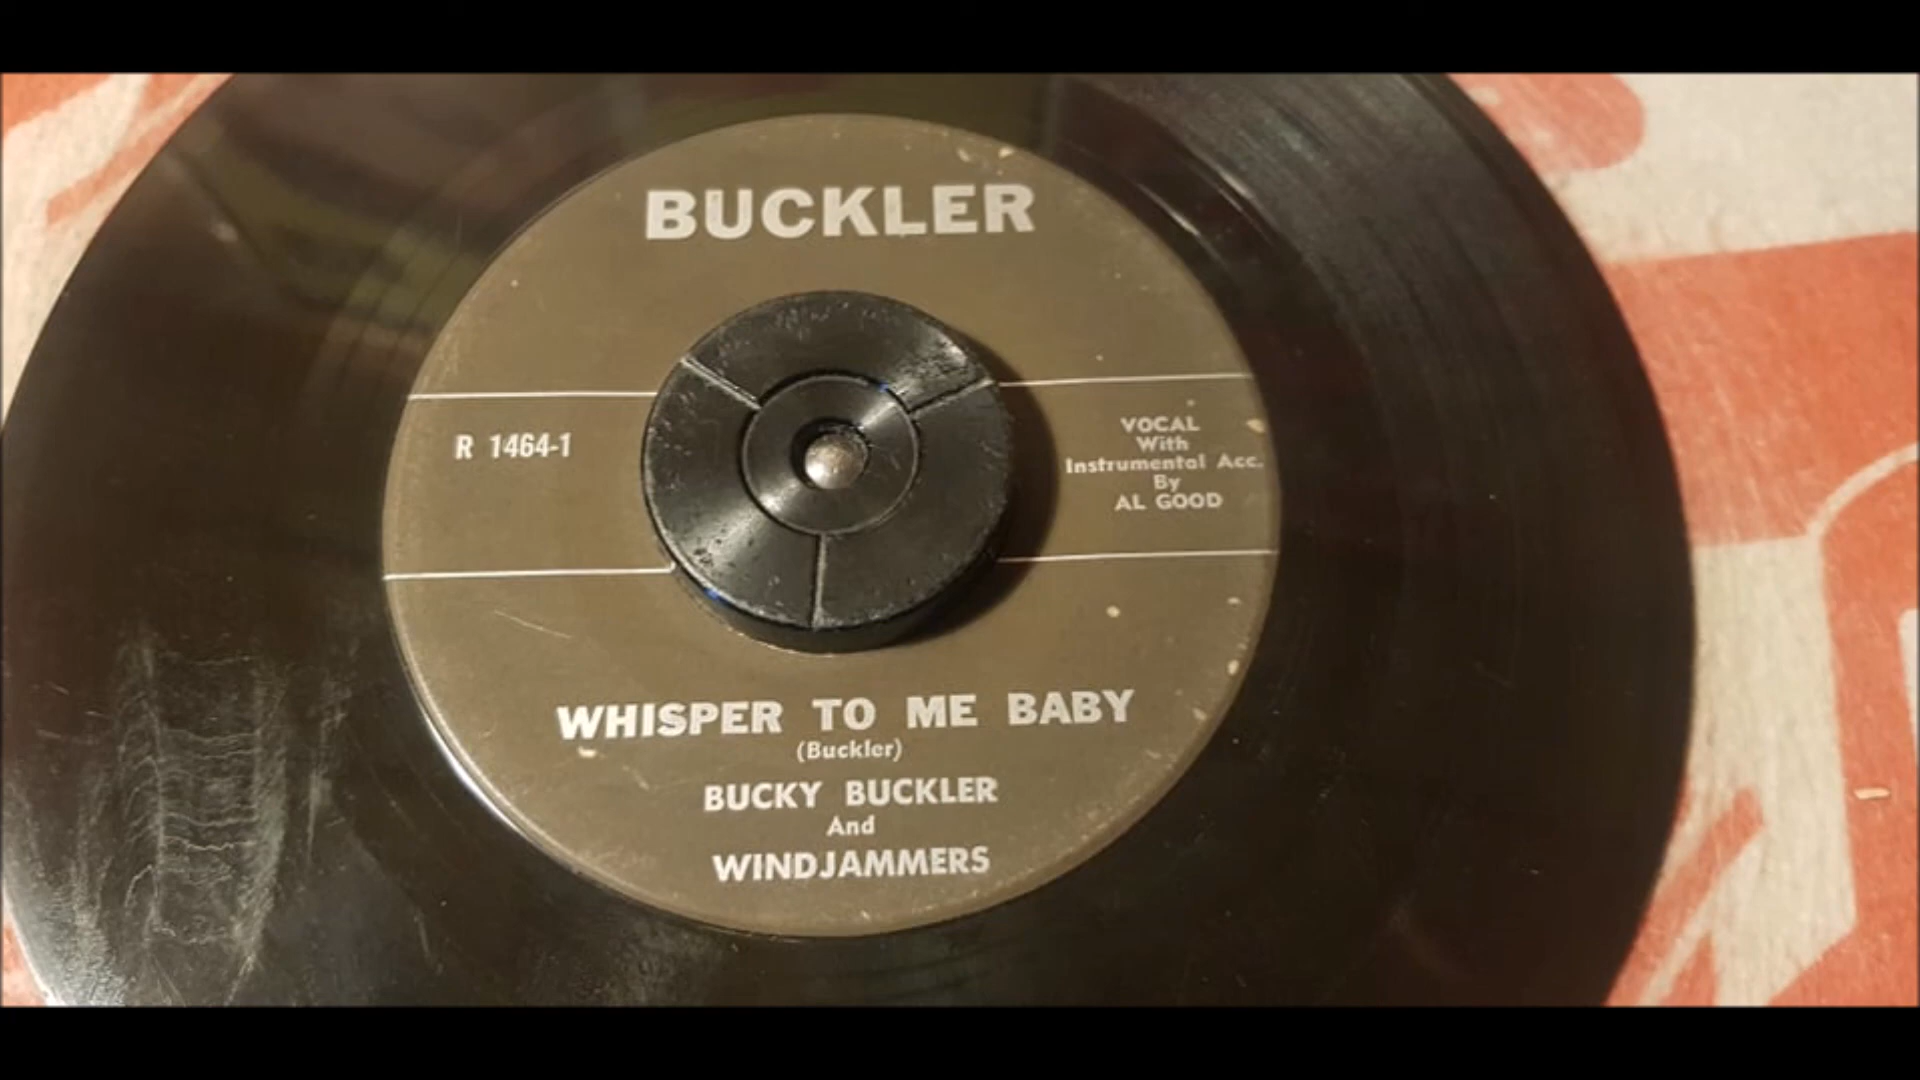 BUCKLER
R 1464-1
VOCAL
With
Instrumental Acc.
By
AL GOOD
WHISPER TO ME BABY
(Buckler)
BUCKY BUCKLER
And
WINDJAMMERS